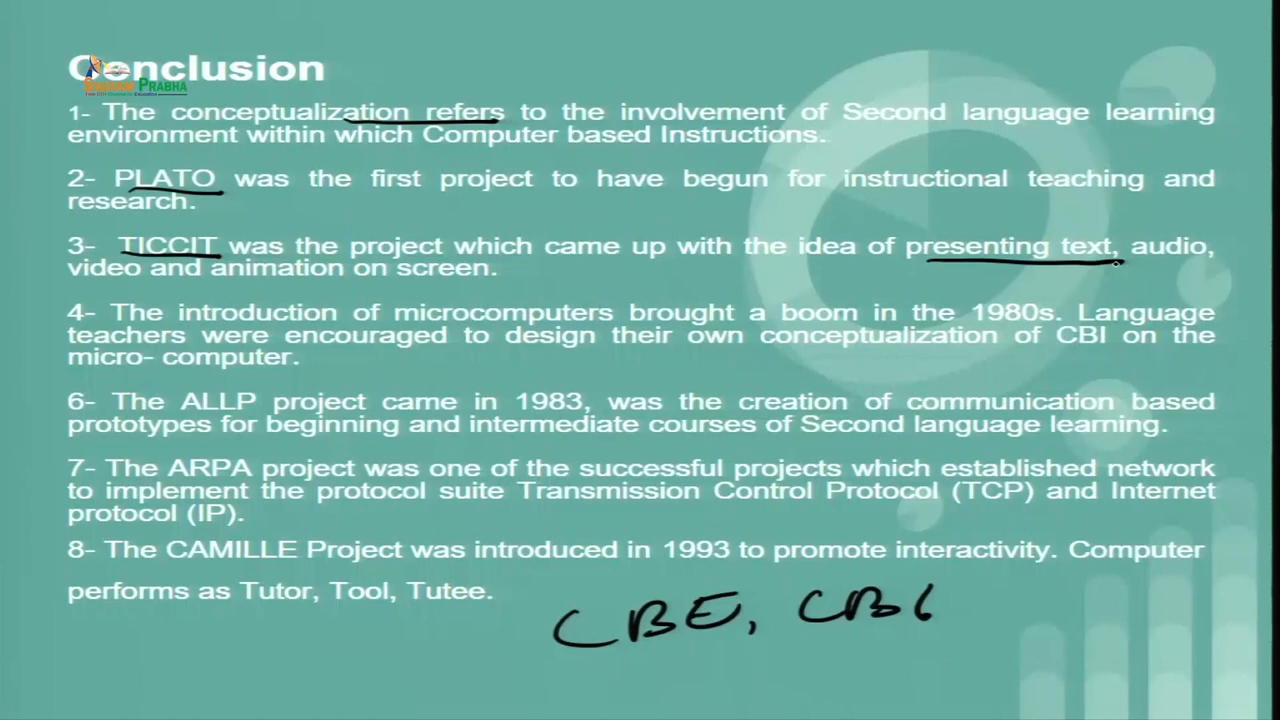 Conclusion
SWAYAM PRABHA
1- The conceptualization refers to the involvement of Second language learning
environment within which Computer based Instructions.
2- PLATO was the first project to have begun for instructional teaching and
research.
3- TICCIT was the project which came up with the idea of presenting text, audio,
video and animation on screen.
4- The introduction of microcomputers brought a boom in the 1980s. Language
teachers were encouraged to design their own conceptualization of CBI on the
micro- computer.
6- The ALLP project came in 1983, was the creation of communication based
prototypes for beginning and intermediate courses of Second language learning.
7- The ARPA project was one of the successful projects which established network
to implement the protocol suite Transmission Control Protocol (TCP) and Internet
protocol (IP).
8- The CAMILLE Project was introduced in 1993 to promote interactivity. Computer
performs as Tutor, Tool, Tutee.
CBE, CBI